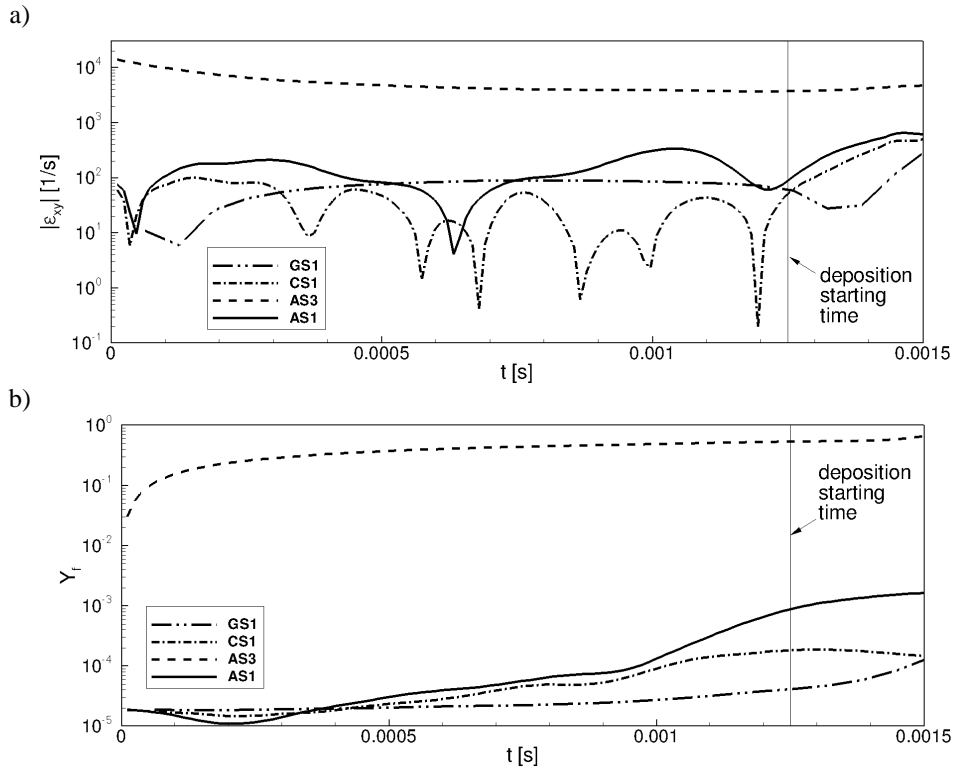 a)
10^4
10^3
10^2
10^1
10^0
10^-1
|ε_xy| [1/s]
GS1
CS1
AS3
AS1
deposition
starting
time
0
0.0005
0.001
0.0015
t [s]
b)
10^0
10^-1
10^-2
10^-3
10^-4
10^-5
Y_f
deposition
starting
time
GS1
CS1
AS3
AS1
0
0.0005
0.001
0.0015
t [s]